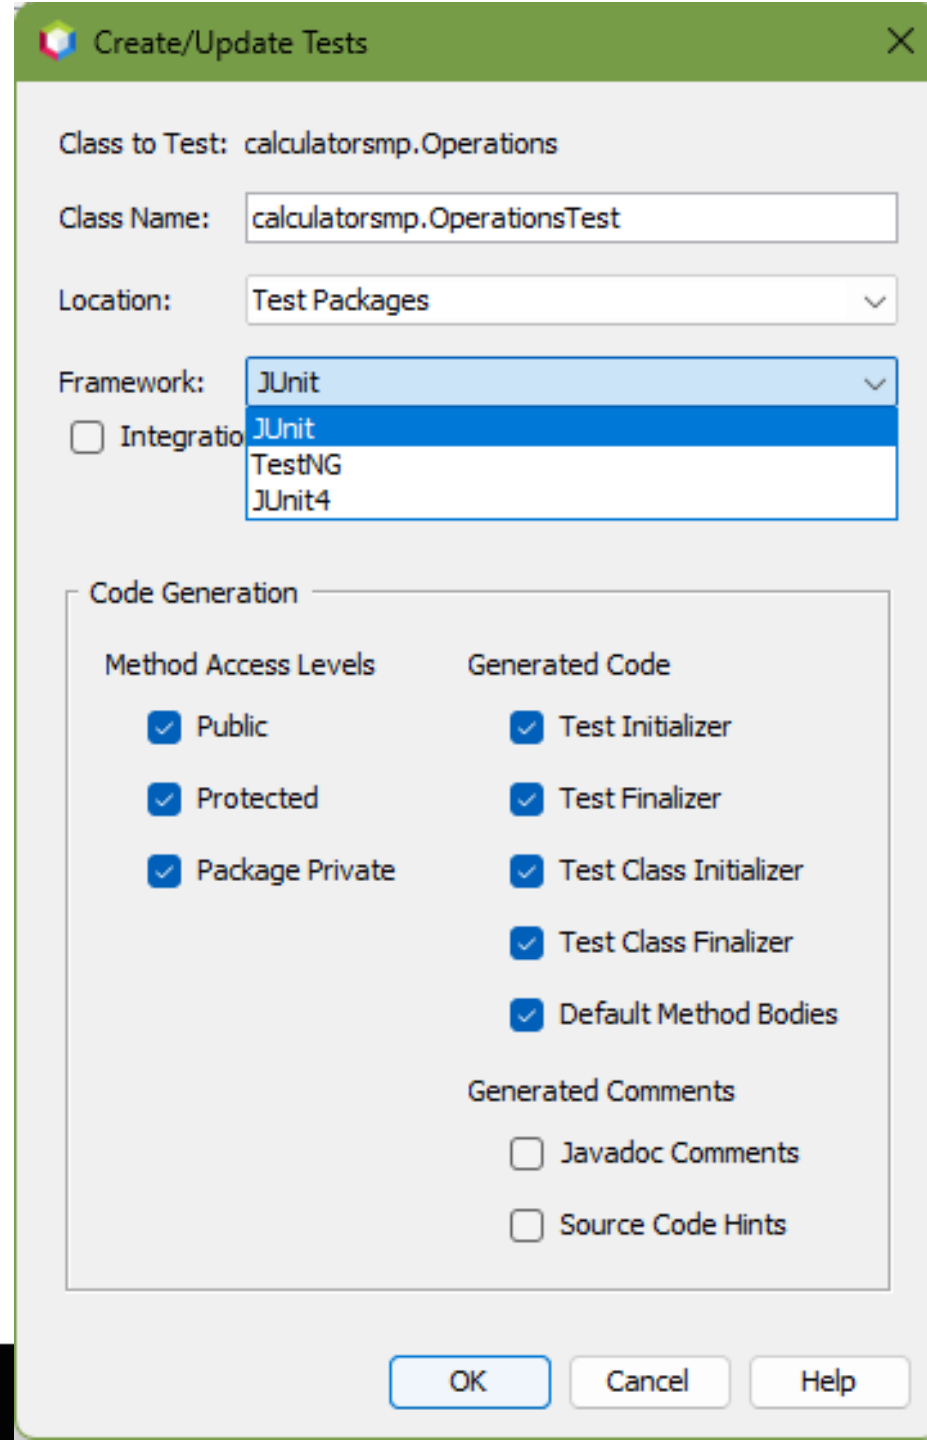 Create/Update Tests
Class to Test: calculatorsmp.Operations
Class Name: calculatorsmp.OperationsTest
Location: Test Packages
Framework: JUnit
Integratio JUnit
TestNG
JUnit4
Code Generation
Method Access Levels
Public
Protected
Package Private
Generated Code
Test Initializer
Test Finalizer
Test Class Initializer
Test Class Finalizer
Default Method Bodies
Generated Comments
Javadoc Comments
Source Code Hints
OK Cancel Help